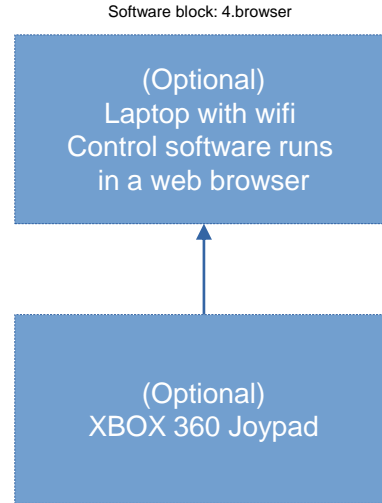 Software block: 4.browser
(Optional)
Laptop with wifi
Control software runs
in a web browser
(Optional)
XBOX 360 Joypad